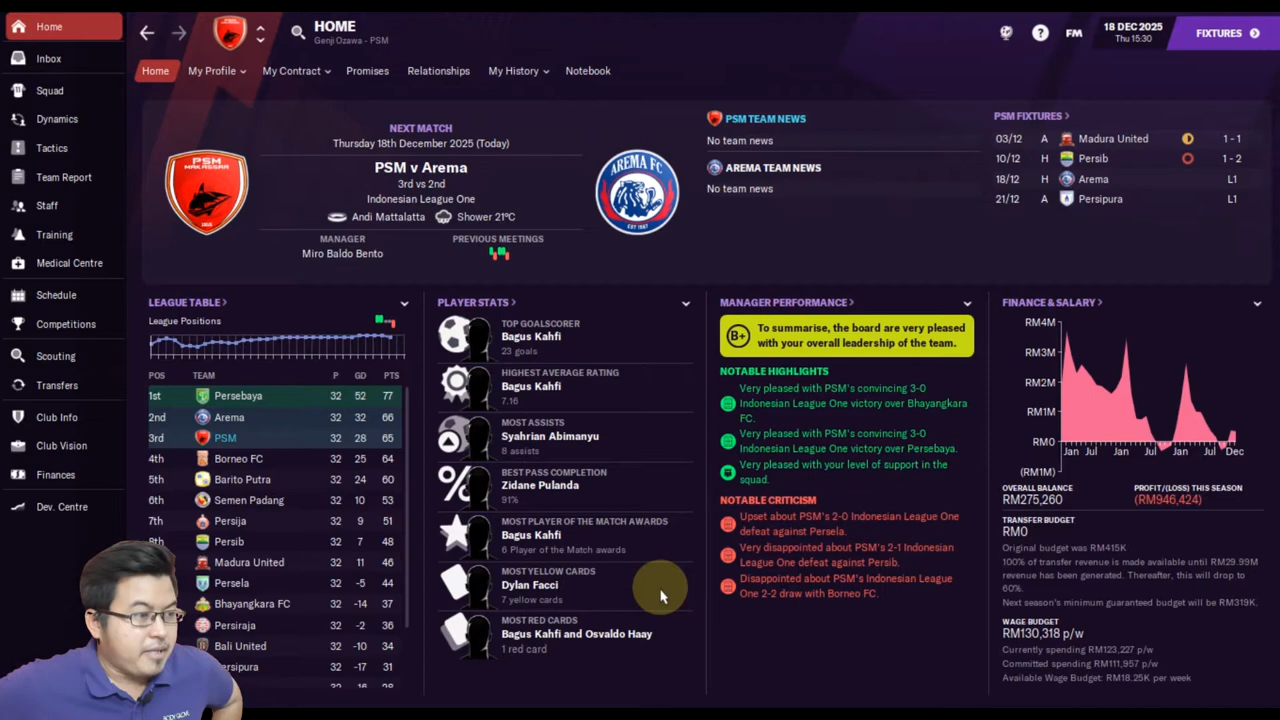 Home
Inbox
Squad
Dynamics
Tactics
Team Report
Staff
Training
Medical Centre
Schedule
Competitions
Scouting
Transfers
Club Info
Club Vision
Finances
Dev. Centre
HOME
Genji Ozawa - PSM
FM
18 DEC 2025
Thu 15:30
FIXTURES
Home
My Profile
My Contract
Promises
Relationships
My History
Notebook
PSM MAKASSAR
NEXT MATCH
Thursday 18th December 2025 (Today)
PSM v Arema
3rd vs 2nd
Indonesian League One
Andi Mattalatta
Shower 21ºC
MANAGER
Miro Baldo Bento
PREVIOUS MEETINGS
AREMA FC
EST 1987
PSM TEAM NEWS
No team news
AREMA TEAM NEWS
No team news
PSM FIXTURES
03/12 A Madura United 1 - 1
10/12 H Persib 1 - 2
18/12 H Arema L1
21/12 A Persipura L1
LEAGUE TABLE
League Positions
POS TEAM P GD PTS
1st Persebaya 32 52 77
2nd Arema 32 32 66
3rd PSM 32 28 65
4th Borneo FC 32 25 64
5th Barito Putra 32 24 60
6th Semen Padang 32 10 53
7th Persija 32 9 51
8th Persib 32 7 48
Madura United 32 11 46
Persela 32 -5 44
Bhayangkara FC 32 -14 37
Persiraja 32 -2 36
Bali United 32 -10 34
ersipura 32 -17 31
PLAYER STATS
TOP GOALSCORER
Bagus Kahfi
23 goals
HIGHEST AVERAGE RATING
Bagus Kahfi
7.16
MOST ASSISTS
Syahrian Abimanyu
8 assists
BEST PASS COMPLETION
Zidane Pulanda
91%
MOST PLAYER OF THE MATCH AWARDS
Bagus Kahfi
6 Player of the Match awards
MOST YELLOW CARDS
Dylan Facci
7 yellow cards
MOST RED CARDS
Bagus Kahfi and Osvaldo Haay
1 red card
MANAGER PERFORMANCE
B+
To summarise, the board are very pleased
with your overall leadership of the team.
NOTABLE HIGHLIGHTS
Very pleased with PSM's convincing 3-0
Indonesian League One victory over Bhayangkara
FC.
Very pleased with PSM's convincing 3-0
Indonesian League One victory over Persebaya.
Very pleased with your level of support in the
squad.
NOTABLE CRITICISM
Upset about PSM's 2-0 Indonesian League One
defeat against Persela.
Very disappointed about PSM's 2-1 Indonesian
League One defeat against Persib.
Disappointed about PSM's Indonesian League
One 2-2 draw with Borneo FC.
FINANCE & SALARY
RM4M
RM3M
RM2M
RM1M
RM0
(RM1M)
Jan Jul Jan Jul Jan Jul Dec
OVERALL BALANCE
RM275,260
PROFIT/(LOSS) THIS SEASON
(RM946,424)
TRANSFER BUDGET
RM0
Original budget was RM415K
100% of transfer revenue is made available until RM29.99M
revenue has been generated. Thereafter, this will drop to
60%.
Next season's minimum guaranteed budget will be RM319K.
WAGE BUDGET
RM130,318 p/w
Currently spending RM123,227 p/w
Committed spending RM111,957 p/w
Available Wage Budget: RM18.25K per week